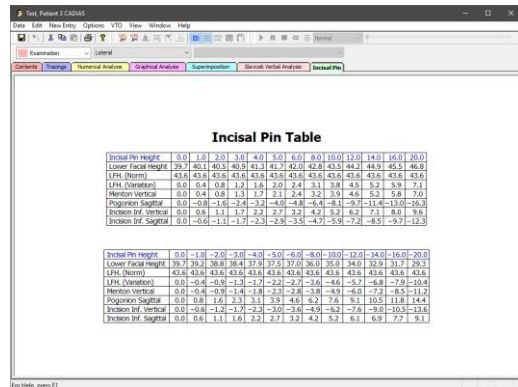 Test, Patient 3 CADIAS
Data Edit New Entry Options VTO View Window Help
Normal
Examination Lateral
Contents Tracings Numerical Analysis Graphical Analysis Superimposition Slavicek Verbal Analysis Incisal Pin
Incisal Pin Table
Incisal Pin Height 0.0 1.0 2.0 3.0 4.0 5.0 6.0 8.0 10.0 12.0 14.0 16.0 20.0
Lower Facial Height 39.7 40.1 40.5 40.9 41.3 41.7 42.0 42.8 43.5 44.2 44.9 45.5 46.8
LFH. (Norm) 43.6 43.6 43.6 43.6 43.6 43.6 43.6 43.6 43.6 43.6 43.6 43.6 43.6
LFH. (Variation) 0.0 0.4 0.8 1.2 1.6 2.0 2.4 3.1 3.8 4.5 5.2 5.9 7.1
Menton Vertical 0.0 0.4 0.8 1.3 1.7 2.1 2.4 3.2 3.9 4.6 5.2 5.8 7.0
Pogonion Sagittal 0.0 −0.8 −1.6 −2.4 −3.2 −4.0 −4.8 −6.4 −8.1 −9.7 −11.4 −13.0 −16.3
Incision Inf. Vertical 0.0 0.6 1.1 1.7 2.2 2.7 3.2 4.2 5.2 6.2 7.1 8.0 9.6
Incision Inf. Sagittal 0.0 −0.6 −1.1 −1.7 −2.3 −2.9 −3.5 −4.7 −5.9 −7.2 −8.5 −9.7 −12.3
Incisal Pin Height 0.0 −1.0 −2.0 −3.0 −4.0 −5.0 −6.0 −8.0 −10.0 −12.0 −14.0 −16.0 −20.0
Lower Facial Height 39.7 39.2 38.8 38.4 37.9 37.5 37.0 36.0 35.0 34.0 32.9 31.7 29.3
LFH. (Norm) 43.6 43.6 43.6 43.6 43.6 43.6 43.6 43.6 43.6 43.6 43.6 43.6 43.6
LFH. (Variation) 0.0 −0.4 −0.9 −1.3 −1.7 −2.2 −2.7 −3.6 −4.6 −5.7 −6.8 −7.9 −10.4
Menton Vertical 0.0 −0.4 −0.9 −1.4 −1.8 −2.3 −2.8 −3.8 −4.9 −6.0 −7.2 −8.5 −11.2
Pogonion Sagittal 0.0 0.8 1.6 2.3 3.1 3.9 4.6 6.2 7.6 9.1 10.5 11.8 14.4
Incision Inf. Vertical 0.0 −0.6 −1.2 −1.7 −2.3 −3.0 −3.6 −4.9 −6.2 −7.6 −9.0 −10.5 −13.6
Incision Inf. Sagittal 0.0 0.6 1.1 1.6 2.2 2.7 3.2 4.2 5.2 6.1 6.9 7.7 9.1
For Help, press F1